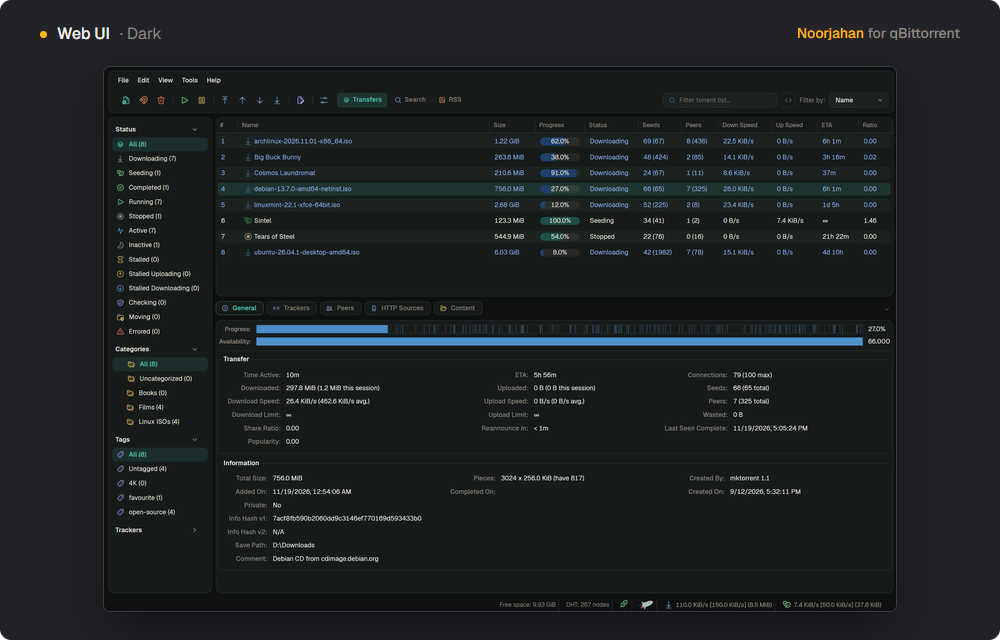 Web UI · Dark
Noorjahan for qBittorrent
File Edit View Tools Help
Transfers Search RSS Filter torrent list... Filter by: Name
Status
All (8)
Downloading (7)
Seeding (1)
Completed (1)
Running (7)
Stopped (1)
Active (7)
Inactive (1)
Stalled (0)
Stalled Uploading (0)
Stalled Downloading (0)
Checking (0)
Moving (0)
Errored (0)
Categories
All (8)
Uncategorized (0)
Books (0)
Films (4)
Linux ISOs (4)
Tags
All (8)
Untagged (4)
4K (0)
favourite (1)
open-source (4)
Trackers
# Name Size Progress Status Seeds Peers Down Speed Up Speed ETA Ratio
1 archlinux-2026.11.01-x86_64.iso 1.22 GiB 62.0% Downloading 69 (67) 8 (438) 22.5 KiB/s 0 B/s 6h 1m 0.00
2 Big Buck Bunny 263.6 MiB 38.0% Downloading 48 (424) 2 (85) 14.1 KiB/s 0 B/s 3h 16m 0.02
3 Cosmos Laundromat 210.6 MiB 91.0% Downloading 24 (67) 1 (11) 8.6 KiB/s 0 B/s 37m 0.00
4 debian-13.7.0-amd64-netinst.iso 756.0 MiB 27.0% Downloading 66 (65) 7 (325) 26.0 KiB/s 0 B/s 6h 1m 0.00
5 linuxmint-22.1-xfce-64bit.iso 2.68 GiB 12.0% Downloading 52 (225) 2 (8) 23.4 KiB/s 0 B/s 1d 5h 0.00
6 Sintel 123.3 MiB 100.0% Seeding 34 (41) 1 (2) 0 B/s 7.4 KiB/s ∞ 1.46
7 Tears of Steel 544.9 MiB 54.0% Stopped 22 (76) 0 (16) 0 B/s 0 B/s 21h 22m 0.00
8 ubuntu-26.04.1-desktop-amd64.iso 6.03 GiB 8.0% Downloading 42 (1982) 7 (78) 15.1 KiB/s 0 B/s 4d 10h 0.00
General Trackers Peers HTTP Sources Content
Progress: 27.0%
Availability: 66.000
Transfer
Time Active: 10m ETA: 5h 56m Connections: 79 (100 max)
Downloaded: 297.8 MiB (1.2 MiB this session) Uploaded: 0 B (0 B this session) Seeds: 66 (65 total)
Download Speed: 26.4 KiB/s (462.6 KiB/s avg.) Upload Speed: 0 B/s (0 B/s avg.) Peers: 7 (325 total)
Download Limit: ∞ Upload Limit: ∞ Wasted: 0 B
Share Ratio: 0.00 Reannounce In: < 1m Last Seen Complete: 11/19/2026, 5:05:24 PM
Popularity: 0.00
Information
Total Size: 756.0 MiB Pieces: 3024 x 256.0 KiB (have 817) Created By: mktorrent 1.1
Added On: 11/19/2026, 12:54:06 AM Completed On: Created On: 9/12/2026, 5:32:11 PM
Private: No
Info Hash v1: 7acf8fb590b2060dd9c3146ef770169d593433b0
Info Hash v2: N/A
Save Path: D:\Downloads
Comment: Debian CD from cdimage.debian.org
Free space: 9.93 GiB DHT: 267 nodes 110.0 KiB/s [150.0 KiB/s] (8.5 MiB) 7.4 KiB/s [50.0 KiB/s] (37.6 KiB)